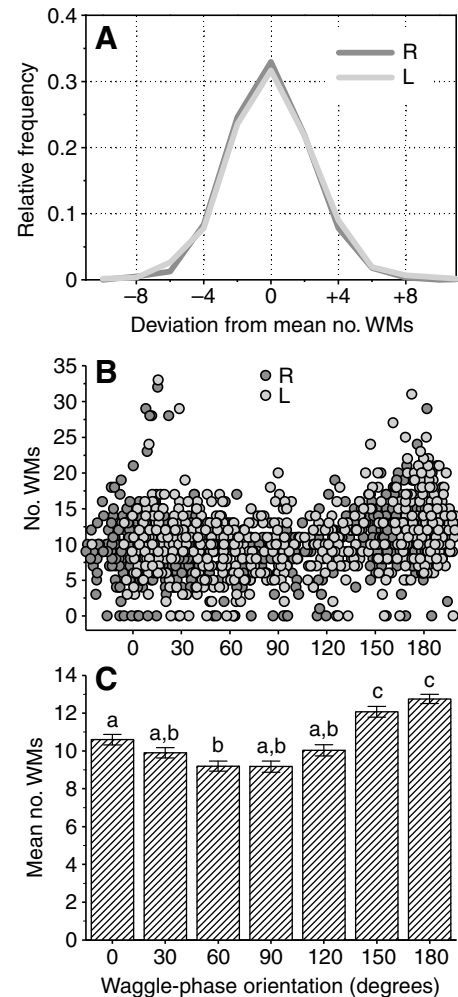 A
0.4
0.3
0.2
0.1
0
Relative frequency
R
L
–8 –4 0 +4 +8
Deviation from mean no. WMs
B
35
30
25
20
15
10
5
0
No. WMs
R
L
0 30 60 90 120 150 180
C
14
12
10
8
6
4
2
0
Mean no. WMs
a a,b b a,b a,b c c
0 30 60 90 120 150 180
Waggle-phase orientation (degrees)